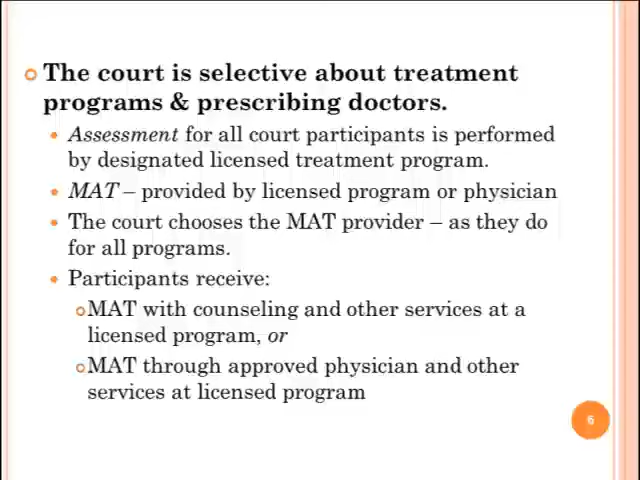 The court is selective about treatment
programs & prescribing doctors.
Assessment for all court participants is performed
by designated licensed treatment program.
MAT – provided by licensed program or physician
The court chooses the MAT provider – as they do
for all programs.
Participants receive:
MAT with counseling and other services at a
licensed program, or
MAT through approved physician and other
services at licensed program
6